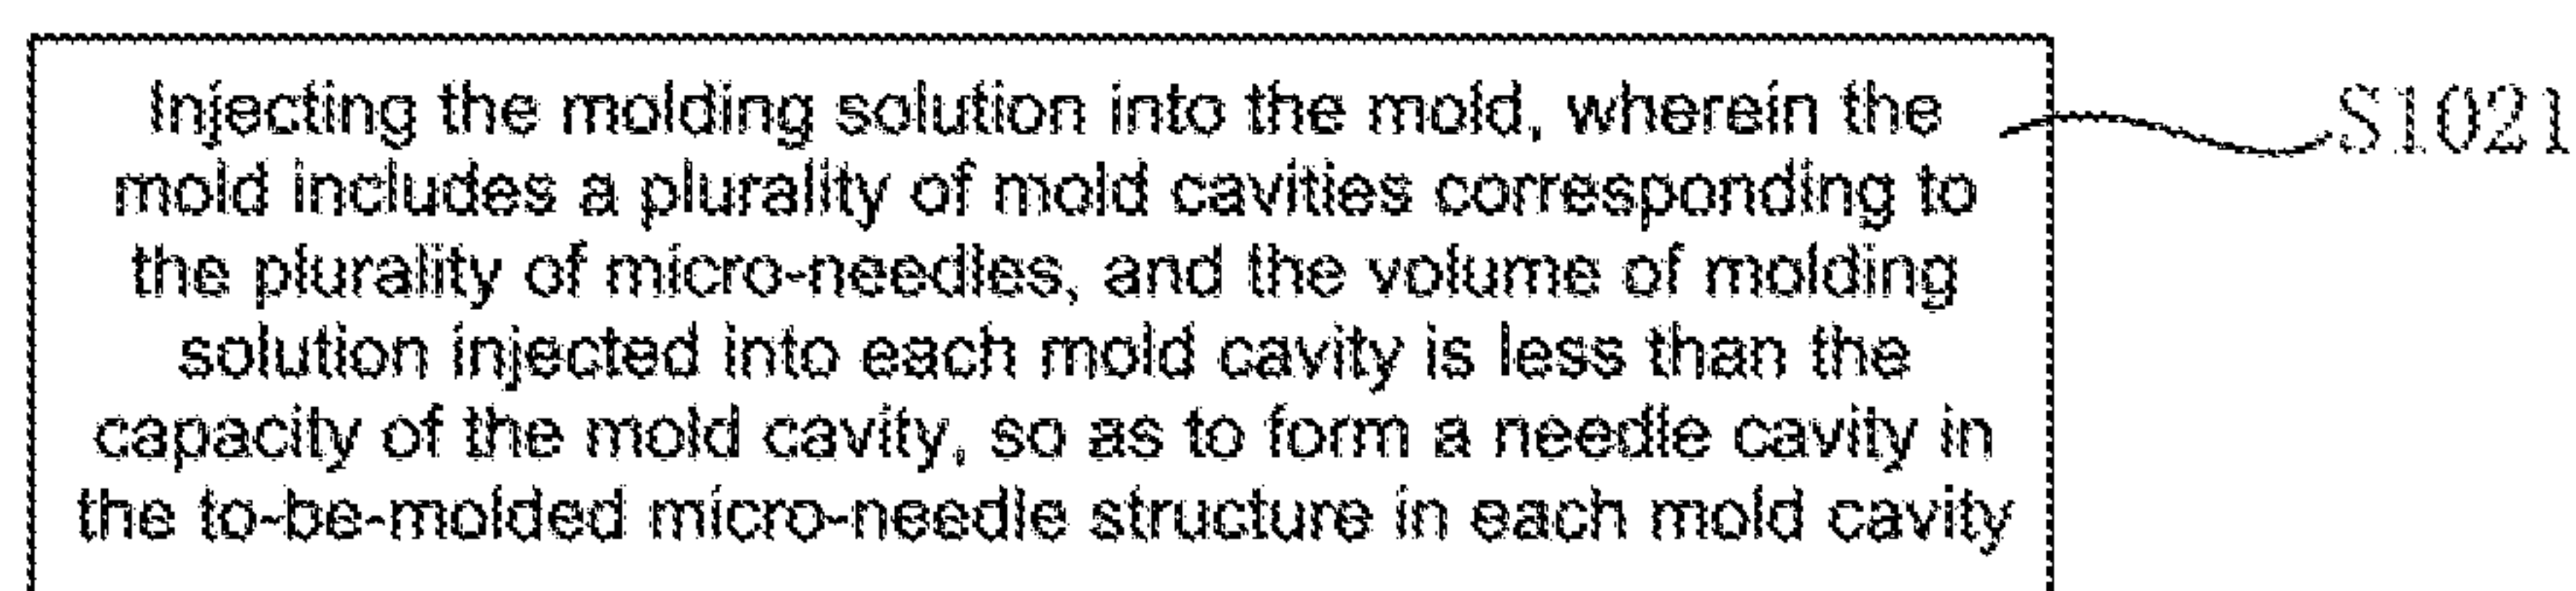 Injecting the molding solution into the mold, wherein the
S1021
mold includes a plurality of mold cavities corresponding to
the plurality of micro-needles, and the volume of molding
solution injected into each mold cavity is less than the
capacity of the mold cavity, so as to form a needle cavity in
the to-be-molded micro-needle structure in each mold cavity